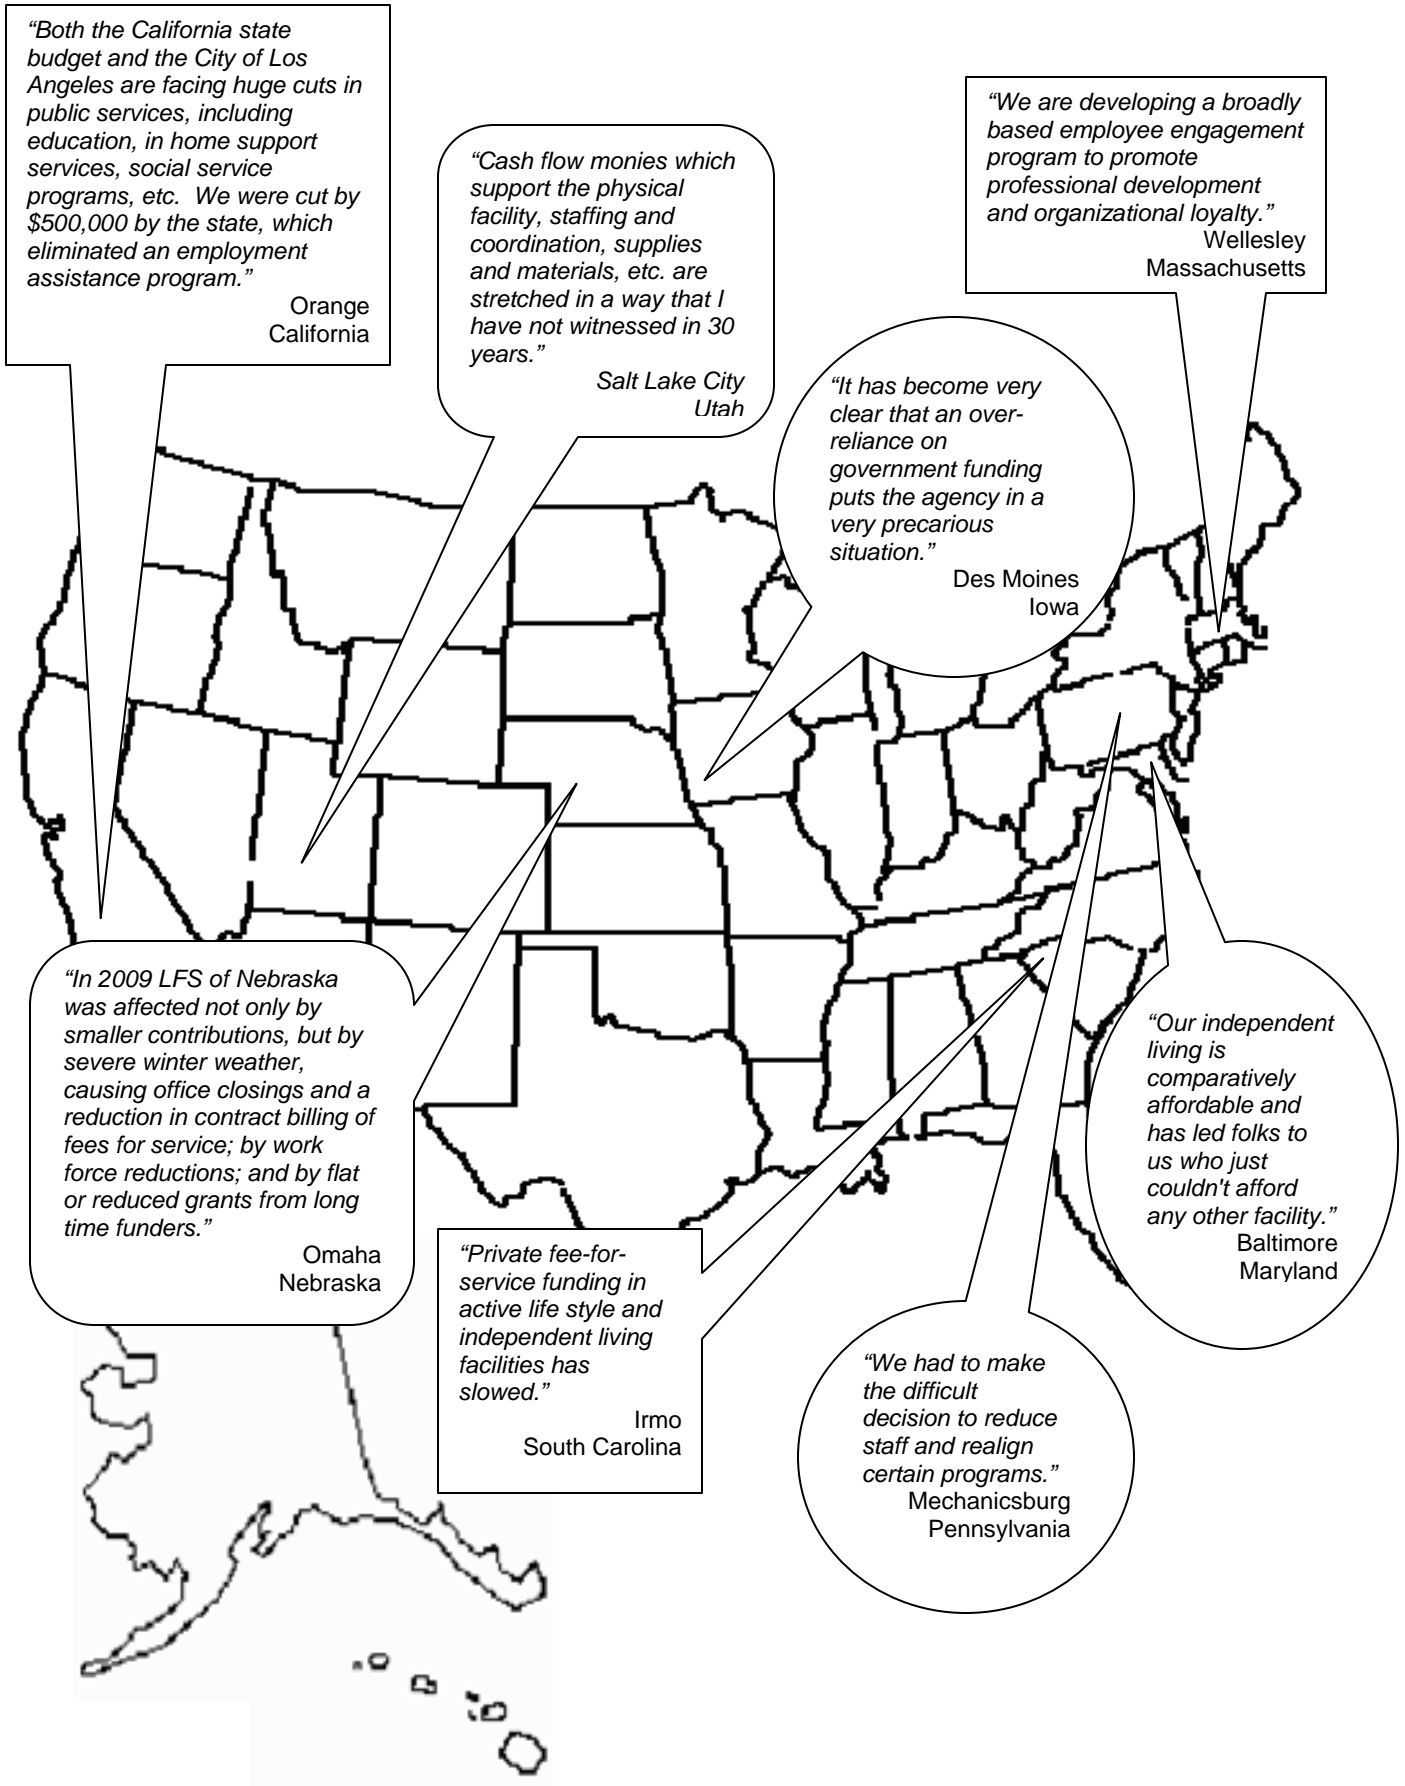 “Both the California state
budget and the City of Los
Angeles are facing huge cuts in
public services, including
education, in home support
services, social service
programs, etc.  We were cut by
$500,000 by the state, which
eliminated an employment
assistance program.”
Orange
California
“Cash flow monies which
support the physical
facility, staffing and
coordination, supplies
and materials, etc. are
stretched in a way that I
have not witnessed in 30
years.”
Salt Lake City
Utah
“We are developing a broadly
based employee engagement
program to promote
professional development
and organizational loyalty.”
Wellesley
Massachusetts
“It has become very
clear that an over-
reliance on
government funding
puts the agency in a
very precarious
situation.”
Des Moines
Iowa
“In 2009 LFS of Nebraska
was affected not only by
smaller contributions, but by
severe winter weather,
causing office closings and a
reduction in contract billing of
fees for service; by work
force reductions; and by flat
or reduced grants from long
time funders.”
Omaha
Nebraska
“Private fee-for-
service funding in
active life style and
independent living
facilities has
slowed.”
Irmo
South Carolina
“We had to make
the difficult
decision to reduce
staff and realign
certain programs.”
Mechanicsburg
Pennsylvania
“Our independent
living is
comparatively
affordable and
has led folks to
us who just
couldn't afford
any other facility.”
Baltimore
Maryland